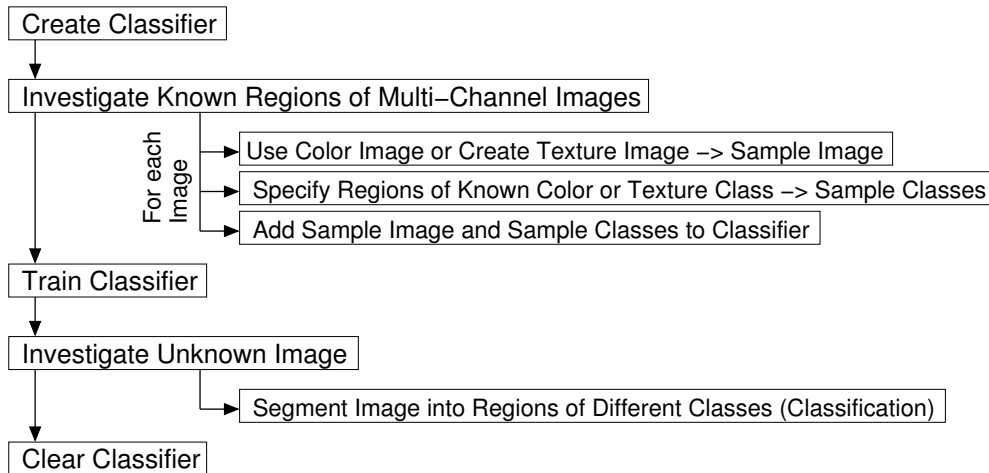 Create Classifier
Investigate Known Regions of Multi−Channel Images
For each
Image
Use Color Image or Create Texture Image −> Sample Image
Specify Regions of Known Color or Texture Class −> Sample Classes
Add Sample Image and Sample Classes to Classifier
Train Classifier
Investigate Unknown Image
Segment Image into Regions of Different Classes (Classification)
Clear Classifier